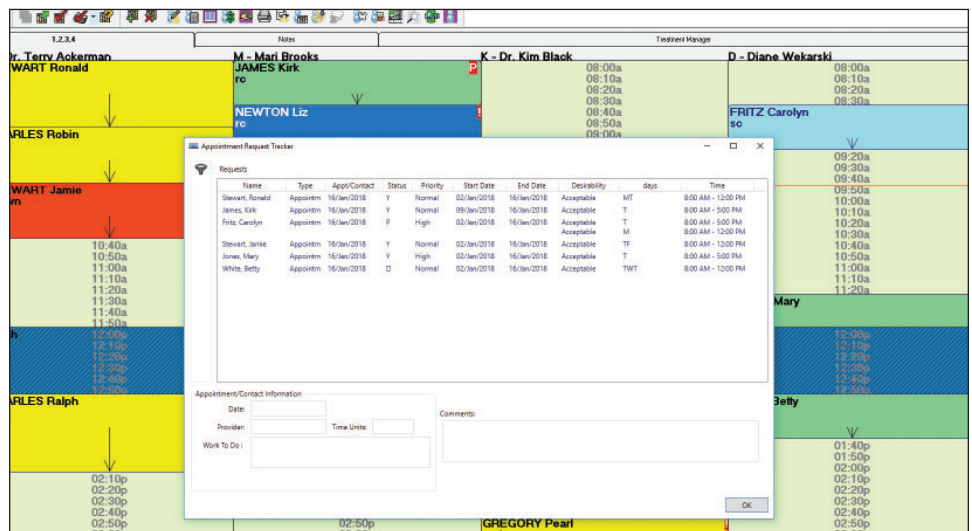 1,2,3,4 Notes Treatment Manager
Dr. Terry Ackerman M - Mari Brooks K - Dr. Kim Black D - Diane Wekarski
WART Ronald JAMES Kirk P 08:00a 08:00a
rc 08:10a 08:10a
08:20a 08:20a
08:30a 08:30a
NEWTON Liz 08:40a FRITZ Carolyn
rc 08:50a sc
ARLES Robin 09:00a
Appointment Request Tracker
Requests
Name Type Appt/Contact Status Priority Start Date End Date Desirability days Time
Stewart, Ronald Appointm 16/Jan/2018 Y Normal 02/Jan/2018 16/Jan/2018 Acceptable MT 8:00 AM - 12:00 PM
James, Kirk Appointm 16/Jan/2018 Y Normal 09/Jan/2018 16/Jan/2018 Acceptable T 8:00 AM - 5:00 PM
Fritz, Carolyn Appointm 16/Jan/2018 P High 02/Jan/2018 16/Jan/2018 Acceptable T 8:00 AM - 5:00 PM
Acceptable M 8:00 AM - 12:00 PM
Stewart, Jamie Appointm 16/Jan/2018 Y Normal 02/Jan/2018 16/Jan/2018 Acceptable TF 8:00 AM - 12:00 PM
Jones, Mary Appointm 16/Jan/2018 Y High 02/Jan/2018 16/Jan/2018 Acceptable T 8:00 AM - 5:00 PM
White, Betty Appointm 16/Jan/2018 D Normal 02/Jan/2018 16/Jan/2018 Acceptable TWT 8:00 AM - 12:00 PM
Appointment/Contact Information
Date:
Comments:
Provider: Time Units:
Work To Do :
OK
WART Jamie
10:40a
10:50a
11:00a
11:10a
11:20a
11:30a
11:40a
11:50a
12:00p
12:10p
12:20p
12:30p
12:40p
12:50p
ARLES Ralph
02:10p
02:20p
02:30p
02:40p
02:50p 02:50p GREGORY Pearl
09:20a
09:30a
09:40a
09:50a
10:00a
10:10a
10:20a
10:30a
10:40a
10:50a
11:00a
11:10a
11:20a
Mary
12:00p
12:10p
12:20p
12:30p
12:40p
12:50p
Betty
01:40p
01:50p
02:00p
02:10p
02:20p
02:30p
02:40p
02:50p